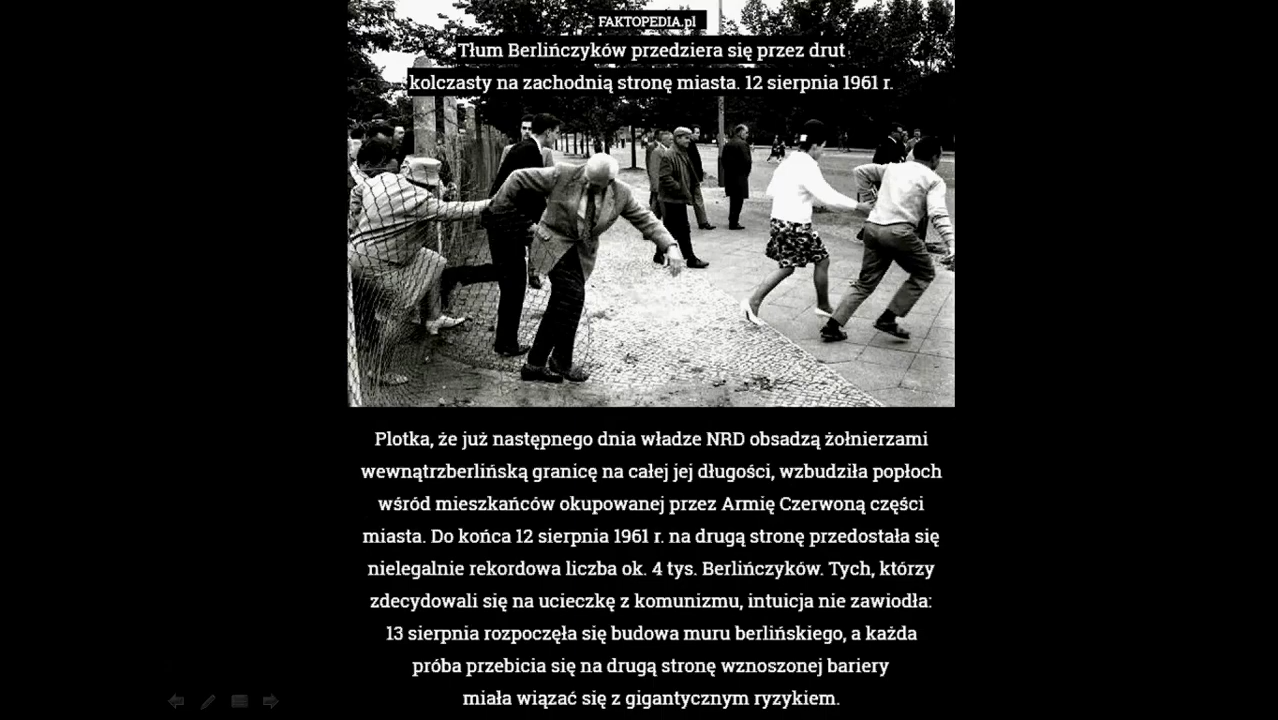 FAKTOPEDIA.pl
Tłum Berlińczyków przedziera się przez drut
kolczasty na zachodnią stronę miasta. 12 sierpnia 1961 r.
Plotka, że już następnego dnia władze NRD obsadzą żołnierzami
wewnątrzberlińską granicę na całej jej długości, wzbudziła popłoch
wśród mieszkańców okupowanej przez Armię Czerwoną części
miasta. Do końca 12 sierpnia 1961 r. na drugą stronę przedostała się
nielegalnie rekordowa liczba ok. 4 tys. Berlińczyków. Tych, którzy
zdecydowali się na ucieczkę z komunizmu, intuicja nie zawiodła:
13 sierpnia rozpoczęła się budowa muru berlińskiego, a każda
próba przebicia się na drugą stronę wznoszonej bariery
miała wiązać się z gigantycznym ryzykiem.